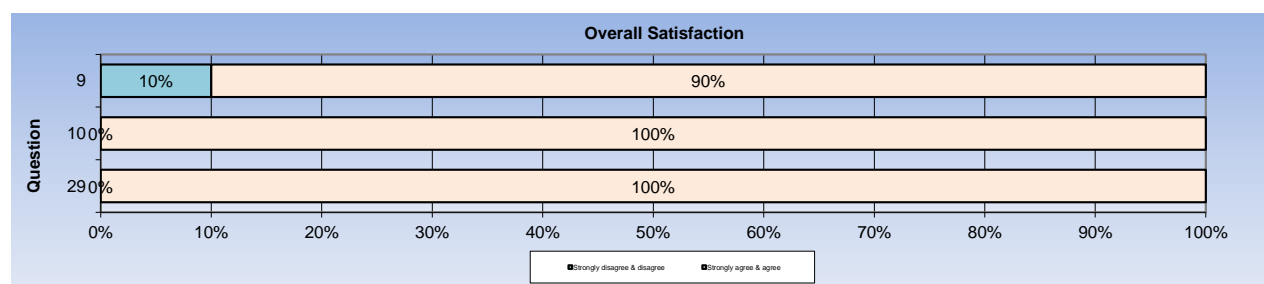 Overall Satisfaction
Question
9 10% 90%
10 0% 100%
29 0% 100%
0% 10% 20% 30% 40% 50% 60% 70% 80% 90% 100%
Strongly disagree & disagree Strongly agree & agree